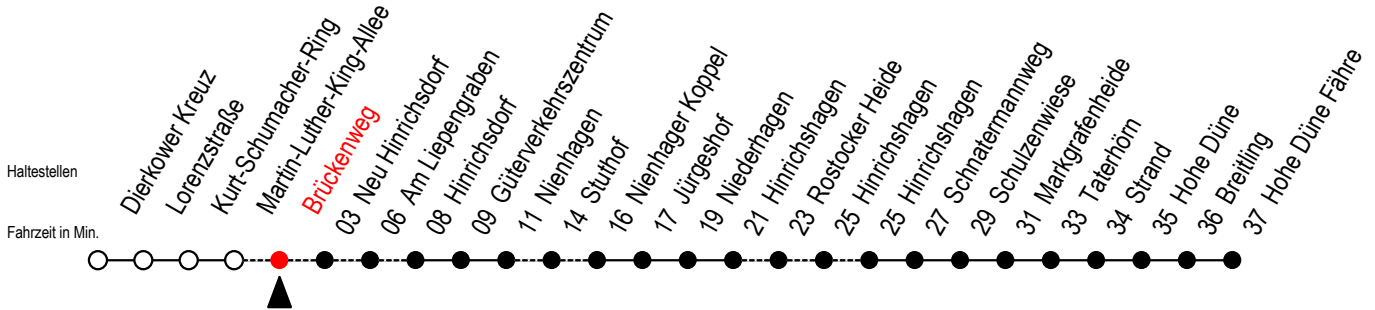 Haltestellen
Fahrzeit in Min.
Dierkower Kreuz
Lorenzstraße
Kurt-Schumacher-Ring
Martin-Luther-King-Allee
Brückenweg
03 Neu Hinrichsdorf
06 Am Liepengraben
08 Hinrichsdorf
09 Güterverkehrszentrum
11 Nienhagen
14 Stuthof
16 Nienhager Koppel
17 Jürgeshof
19 Niederhagen
21 Hinrichshagen
23 Rostocker Heide
25 Hinrichshagen
25 Hinrichshagen
27 Schnatermannweg
29 Schulzenwiese
31 Markgrafenheide
33 Taterhörn
34 Strand
35 Hohe Düne
36 Breitling
37 Hohe Düne Fähre